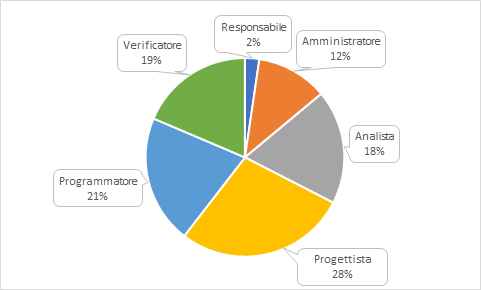 Responsabile
2%
Amministratore
12%
Analista
18%
Progettista
28%
Programmatore
21%
Verificatore
19%